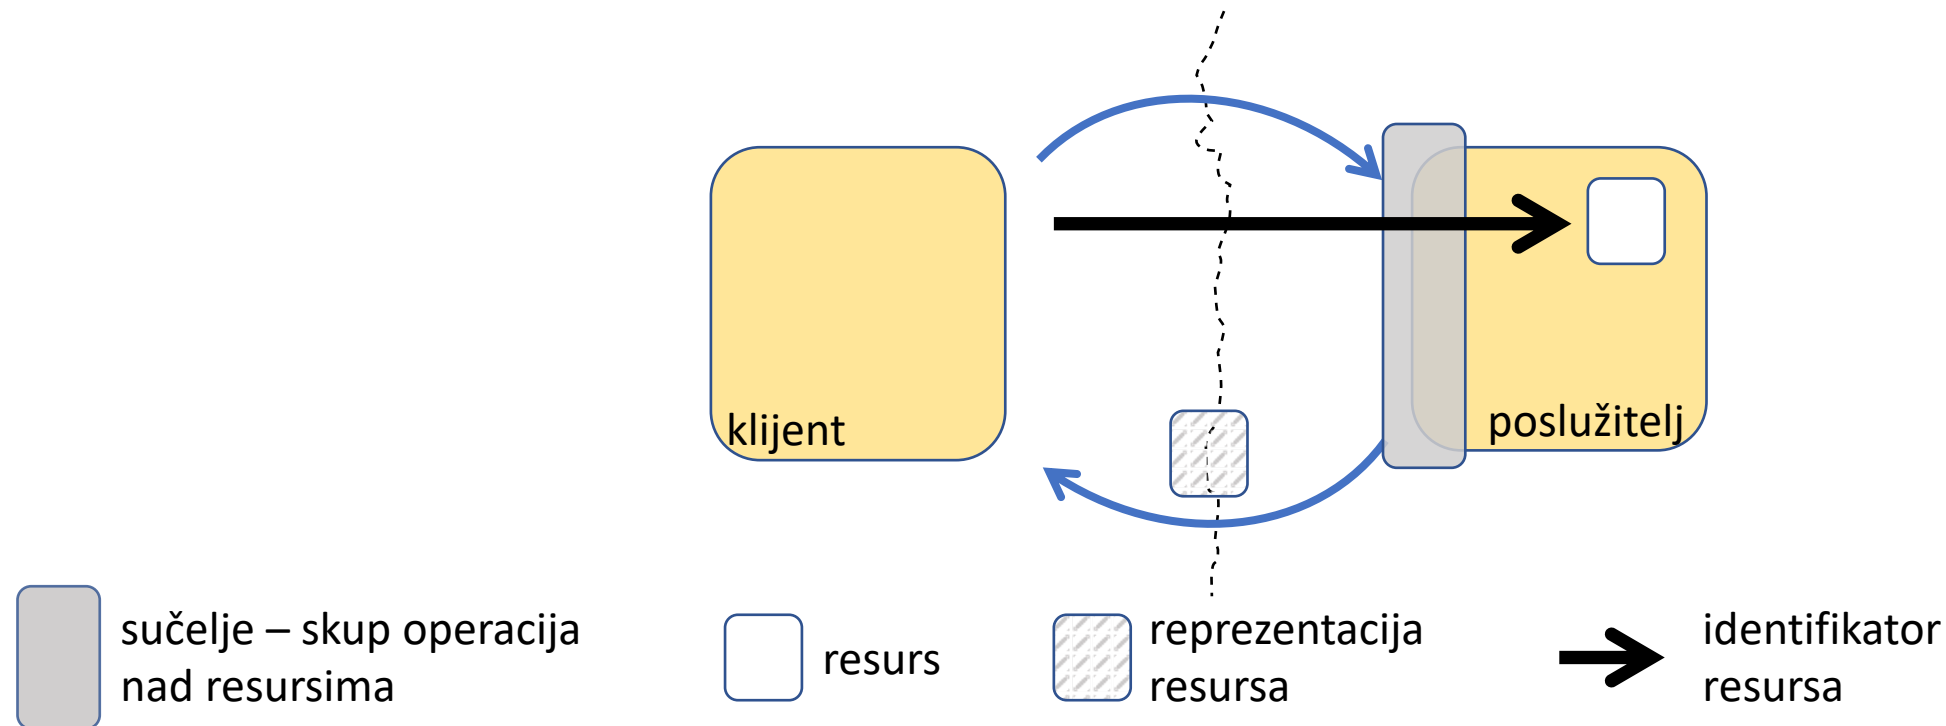 klijent
poslužitelj
sučelje – skup operacija
nad resursima
resurs
reprezentacija
resursa
identifikator
resursa